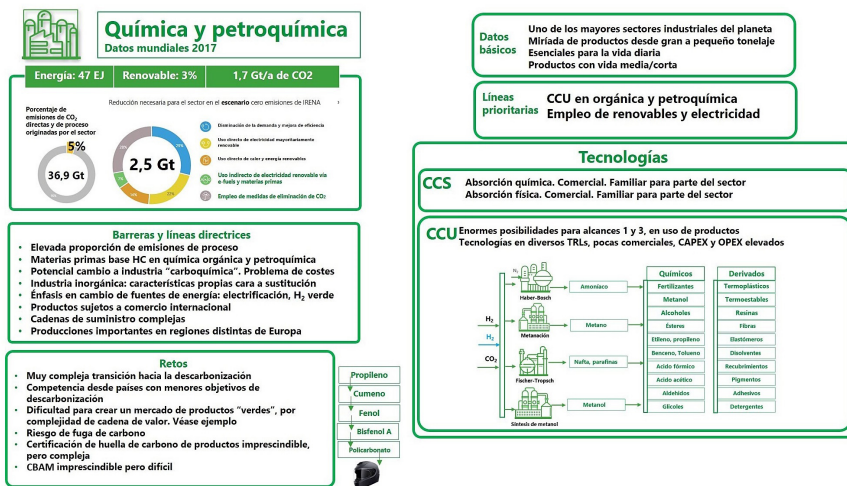 Química y petroquímica
Datos mundiales 2017
Energía: 47 EJ
Renovable: 3%
1,7 Gt/a de CO2
Porcentaje de
emisiones de CO2
directas y de proceso
originadas por el sector
5%
36,9 Gt
Reducción necesaria para el sector en el escenario cero emisiones de IRENA
2,5 Gt
Disminución de la demanda y mejora de eficiencia
Uso directo de electricidad mayoritariamente
renovable
Uso directo de calor y energía renovables
Uso indirecto de electricidad renovable vía
e-fuels y materias primas
Empleo de medidas de eliminación de CO2
Barreras y líneas directrices
• Elevada proporción de emisiones de proceso
• Materias primas base HC en química orgánica y petroquímica
• Potencial cambio a industria “carboquímica”. Problema de costes
• Industria inorgánica: características propias cara a sustitución
• Énfasis en cambio de fuentes de energía: electrificación, H2 verde
• Productos sujetos a comercio internacional
• Cadenas de suministro complejas
• Producciones importantes en regiones distintas de Europa
Retos
• Muy compleja transición hacia la descarbonización
• Competencia desde países con menores objetivos de
descarbonización
• Dificultad para crear un mercado de productos “verdes”, por
complejidad de cadena de valor. Véase ejemplo
• Riesgo de fuga de carbono
• Certificación de huella de carbono de productos imprescindible,
pero compleja
• CBAM imprescindible pero difícil
Propileno
Cumeno
Fenol
Bisfenol A
Policarbonato
Datos
básicos
Uno de los mayores sectores industriales del planeta
Miríada de productos desde gran a pequeño tonelaje
Esenciales para la vida diaria
Productos con vida media/corta
Líneas
prioritarias
CCU en orgánica y petroquímica
Empleo de renovables y electricidad
Tecnologías
CCS
Absorción química. Comercial. Familiar para parte del sector
Absorción física. Comercial. Familiar para parte del sector
CCU
Enormes posibilidades para alcances 1 y 3, en uso de productos
Tecnologías en diversos TRLs, pocas comerciales, CAPEX y OPEX elevados
H2
H2
CO2
N2
Haber-Bosch
Amoníaco
Metanación
Metano
Fischer-Tropsch
Nafta, parafinas
Síntesis de metanol
Metanol
Químicos
Fertilizantes
Metanol
Alcoholes
Ésteres
Etileno, propileno
Benceno, Tolueno
Acido fórmico
Acido acético
Aldehídos
Glicoles
Derivados
Termoplásticos
Termoestables
Resinas
Fibras
Elastómeros
Disolventes
Recubrimientos
Pigmentos
Adhesivos
Detergentes